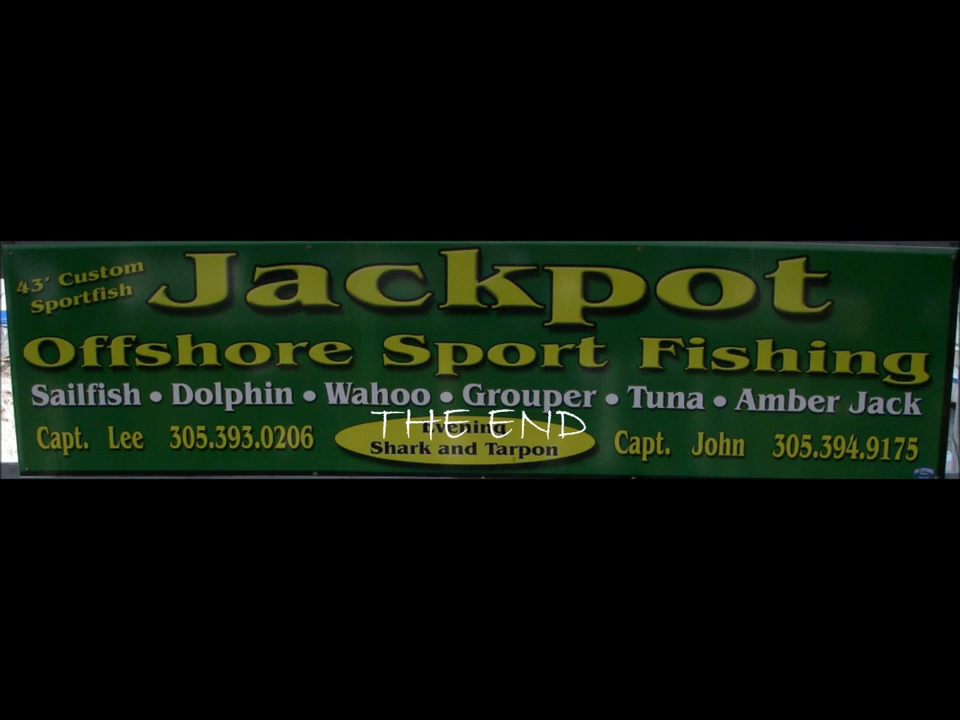 43' Custom
Sportfish
Jackpot
Offshore Sport Fishing
Sailfish • Dolphin • Wahoo • Grouper • Tuna • Amber Jack
THE END
Capt. Lee 305.393.0206
Evening
Shark and Tarpon
Capt. John 305.394.9175